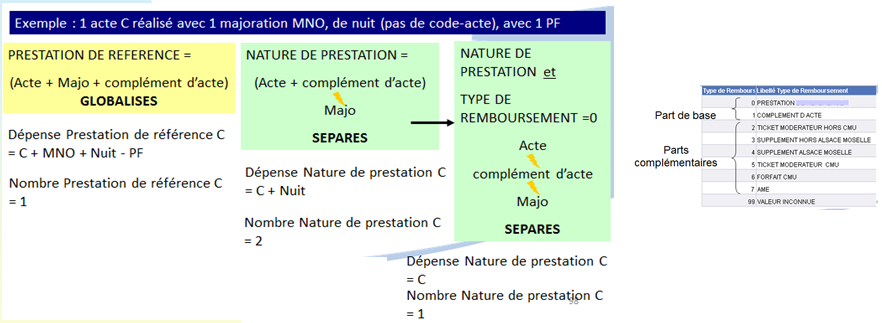 Exemple : 1 acte C réalisé avec 1 majoration MNO, de nuit (pas de code-acte), avec 1 PF
PRESTATION DE REFERENCE =
(Acte + Majo + complément d'acte)
GLOBALISES
Dépense Prestation de référence C
= C + MNO + Nuit - PF
Nombre Prestation de référence C
= 1
NATURE DE PRESTATION =
(Acte + complément d'acte)
Majo
SEPARES
Dépense Nature de prestation C
= C + Nuit
Nombre Nature de prestation C
= 2
NATURE DE
PRESTATION et
TYPE DE
REMBOURSEMENT =0
Acte
complément d'acte
Majo
SEPARES
Dépense Nature de prestation C
= C
Nombre Nature de prestation C
= 1
98
Part de base
Parts
complémentaires
Type de Rembours Libellé Type de Remboursement
0 PRESTATION
1 COMPLEMENT D ACTE
2 TICKET MODERATEUR HORS CMU
3 SUPPLEMENT HORS ALSACE MOSELLE
4 SUPPLEMENT ALSACE MOSELLE
5 TICKET MODERATEUR CMU
6 FORFAIT CMU
7 AME
99 VALEUR INCONNUE